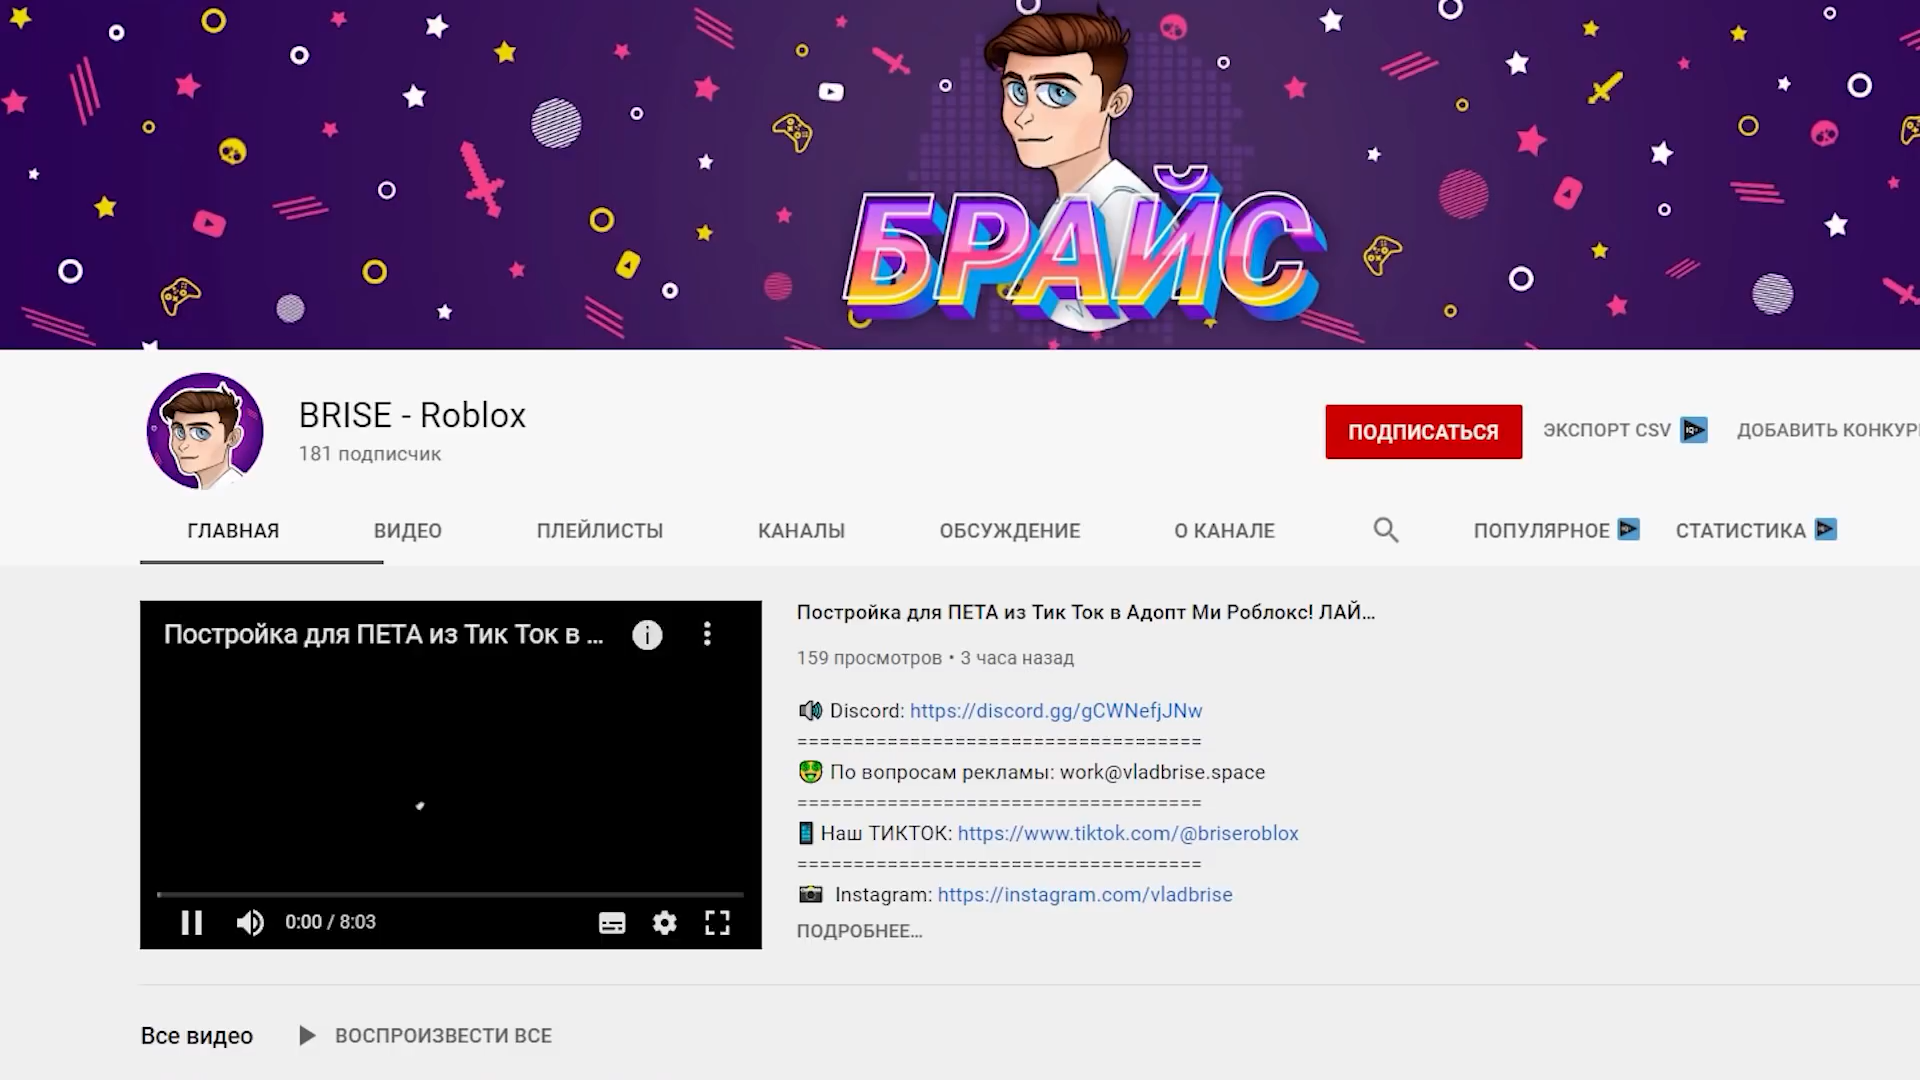 БРАЙС
BRISE - Roblox
181 подписчик
ПОДПИСАТЬСЯ
ЭКСПОРТ CSV
ДОБАВИТЬ КОНКУР
ГЛАВНАЯ
ВИДЕО
ПЛЕЙЛИСТЫ
КАНАЛЫ
ОБСУЖДЕНИЕ
О КАНАЛЕ
ПОПУЛЯРНОЕ
СТАТИСТИКА
Постройка для ПЕТА из Тик Ток в ...
0:00 / 8:03
Постройка для ПЕТА из Тик Ток в Адопт Ми Роблокс! ЛАЙ...
159 просмотров • 3 часа назад
Discord: https://discord.gg/gCWNefjJNw
===================================
По вопросам рекламы: work@vladbrise.space
===================================
Наш ТИКТОК: https://www.tiktok.com/@briseroblox
===================================
Instagram: https://instagram.com/vladbrise
ПОДРОБНЕЕ...
Все видео
ВОСПРОИЗВЕСТИ ВСЕ